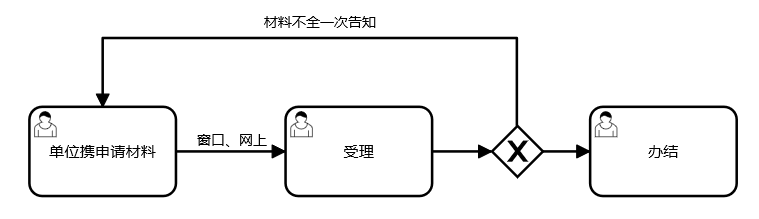 材料不全一次告知
单位携申请材料
窗口、网上
受理
办结